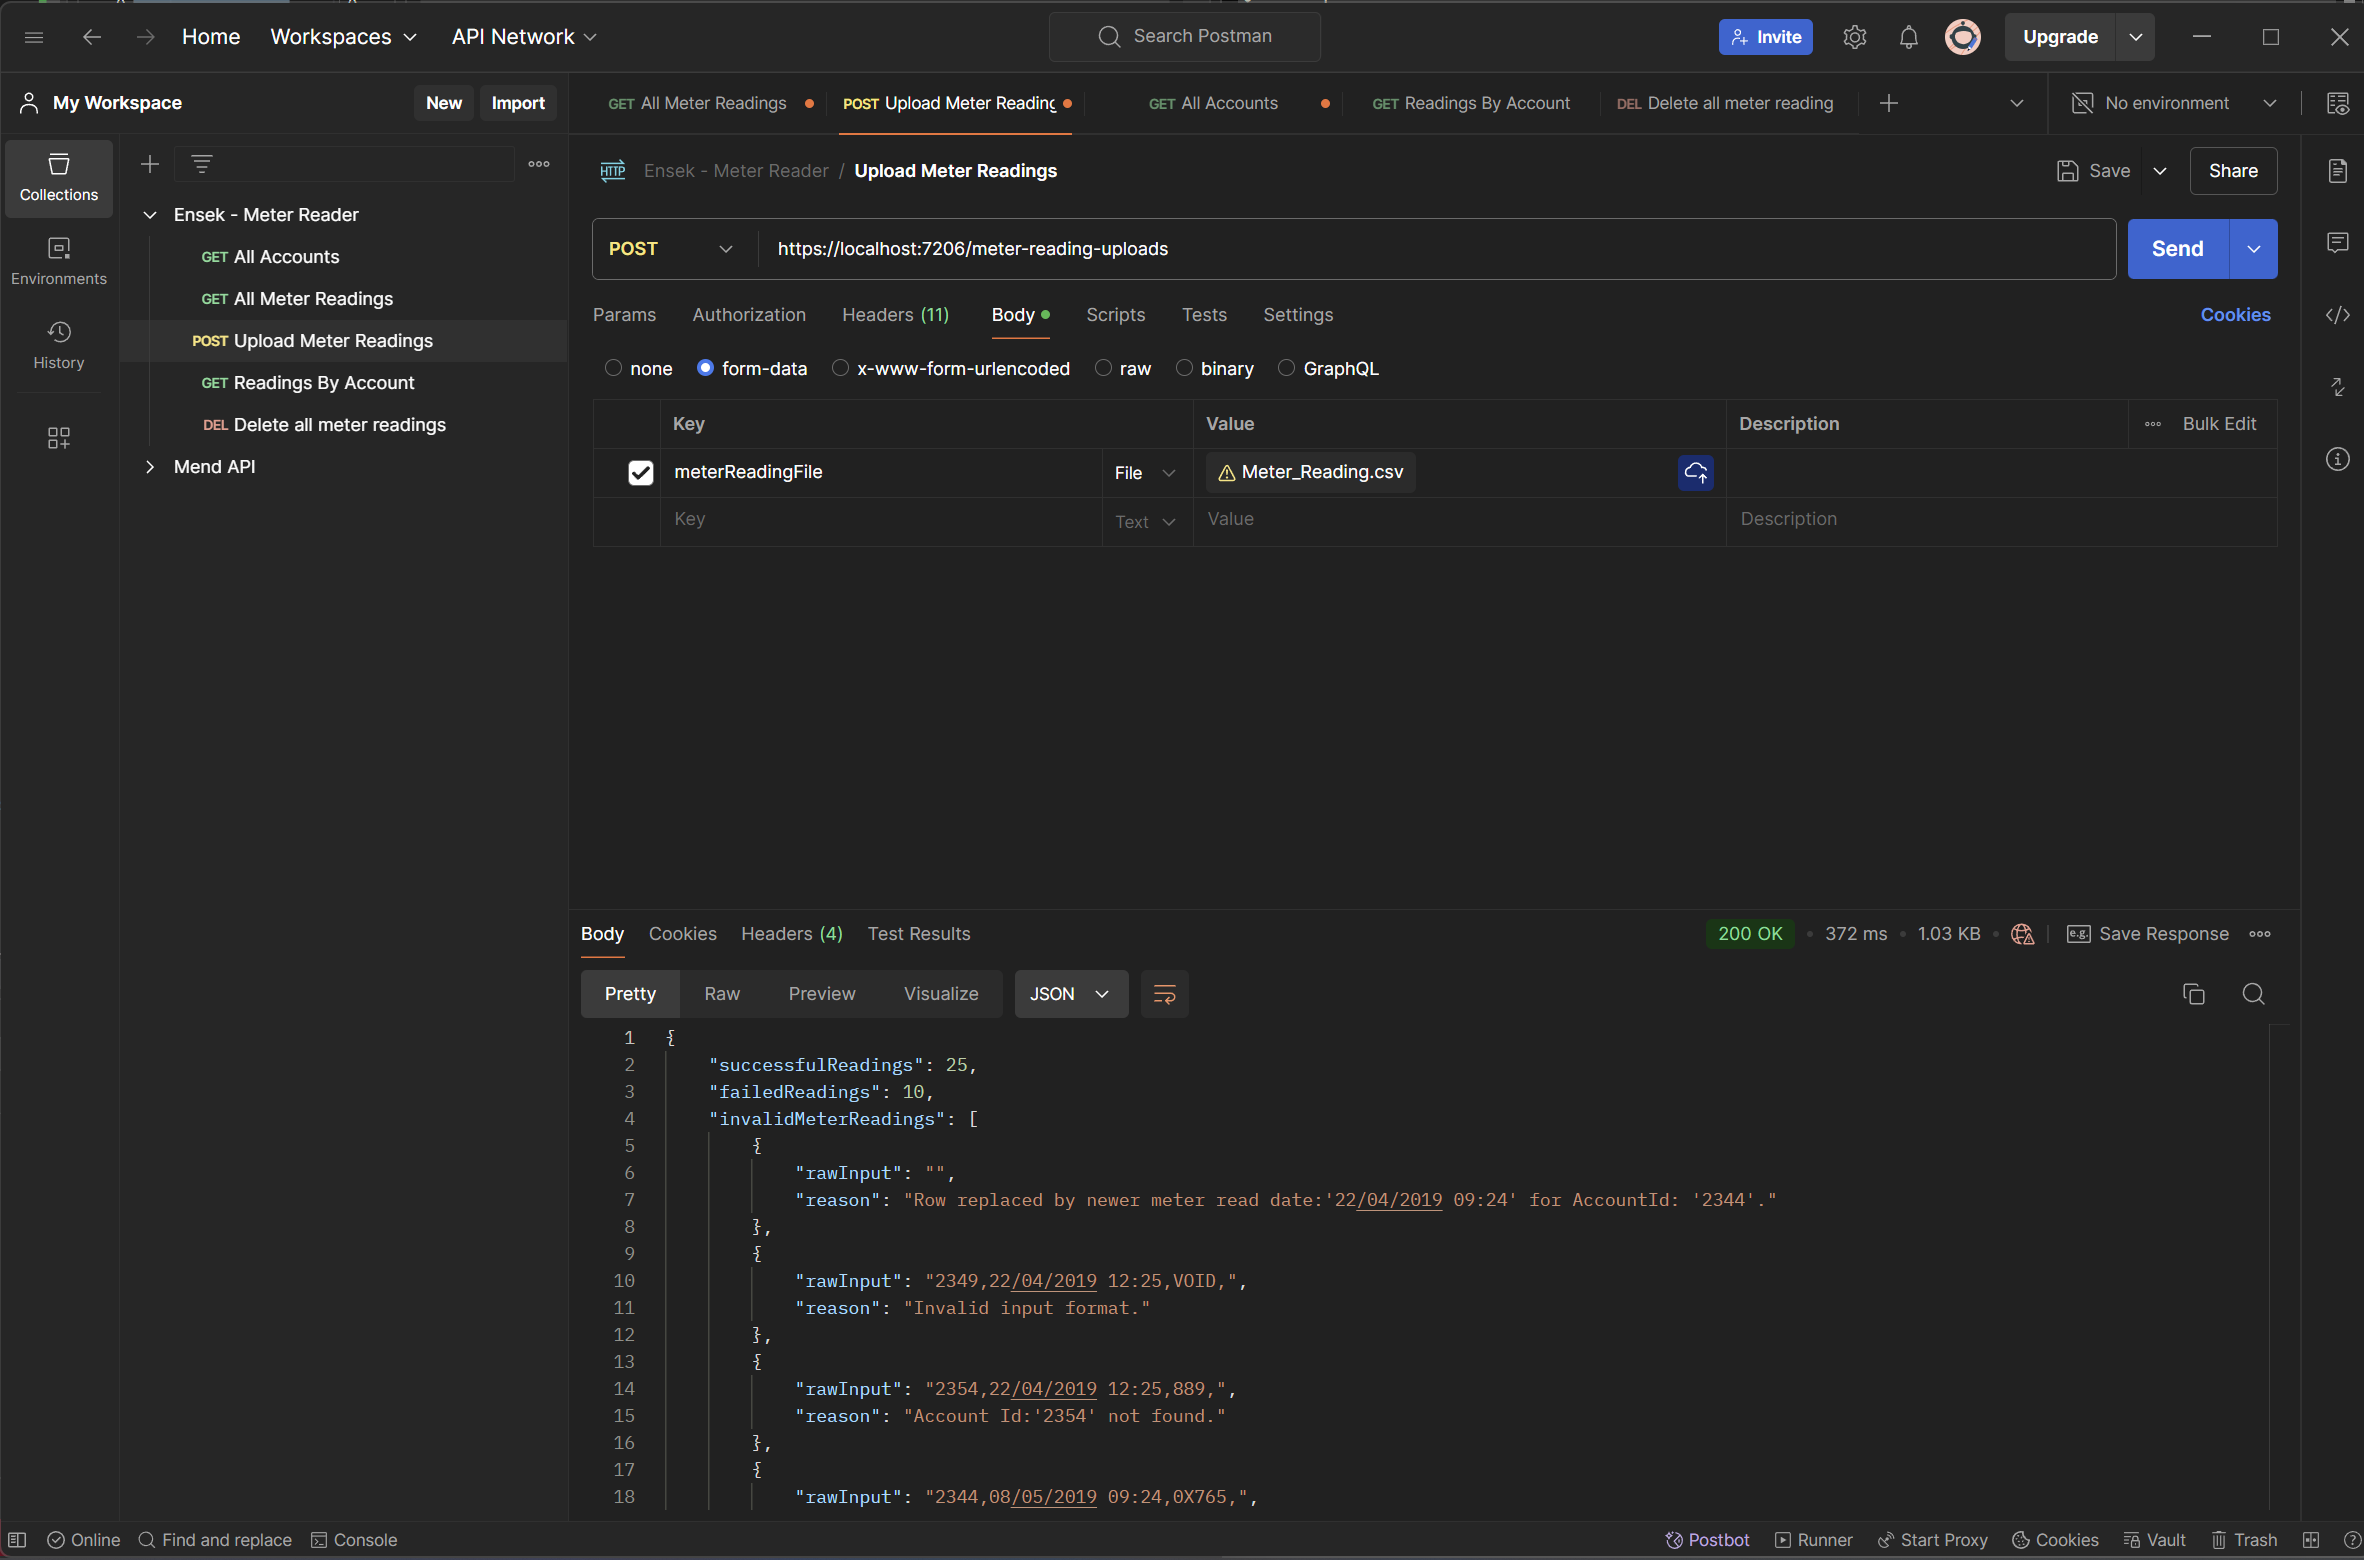 Home Workspaces API Network Search Postman Invite Upgrade
My Workspace New Import GET All Meter Readings POST Upload Meter Reading GET All Accounts GET Readings By Account DEL Delete all meter reading No environment
Collections
Environments
History
Ensek - Meter Reader
GET All Accounts
GET All Meter Readings
POST Upload Meter Readings
GET Readings By Account
DEL Delete all meter readings
Mend API
HTTP Ensek - Meter Reader / Upload Meter Readings Save Share
POST https://localhost:7206/meter-reading-uploads Send
Params Authorization Headers (11) Body Scripts Tests Settings Cookies
none form-data x-www-form-urlencoded raw binary GraphQL
Key Value Description Bulk Edit
meterReadingFile File Meter_Reading.csv
Key Text Value Description
Body Cookies Headers (4) Test Results 200 OK 372 ms 1.03 KB e.g. Save Response
Pretty Raw Preview Visualize JSON
1 {
2 "successfulReadings": 25,
3 "failedReadings": 10,
4 "invalidMeterReadings": [
5 {
6 "rawInput": "",
7 "reason": "Row replaced by newer meter read date:'22/04/2019 09:24' for AccountId: '2344'."
8 },
9 {
10 "rawInput": "2349,22/04/2019 12:25,VOID,",
11 "reason": "Invalid input format."
12 },
13 {
14 "rawInput": "2354,22/04/2019 12:25,889,",
15 "reason": "Account Id:'2354' not found."
16 },
17 {
18 "rawInput": "2344,08/05/2019 09:24,0X765,",
Online Find and replace Console Postbot Runner Start Proxy Cookies Vault Trash